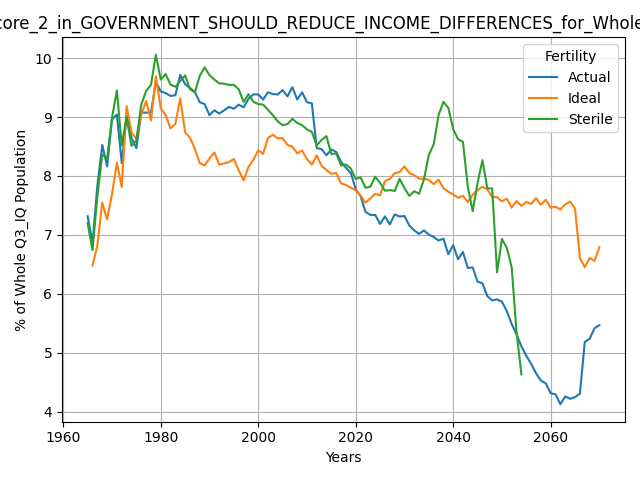 core_2_in_GOVERNMENT_SHOULD_REDUCE_INCOME_DIFFERENCES_for_Whole
Fertility
Actual
Ideal
Sterile
% of Whole Q3_IQ Population
10
9
8
7
6
5
4
1960 1980 2000 2020 2040 2060
Years